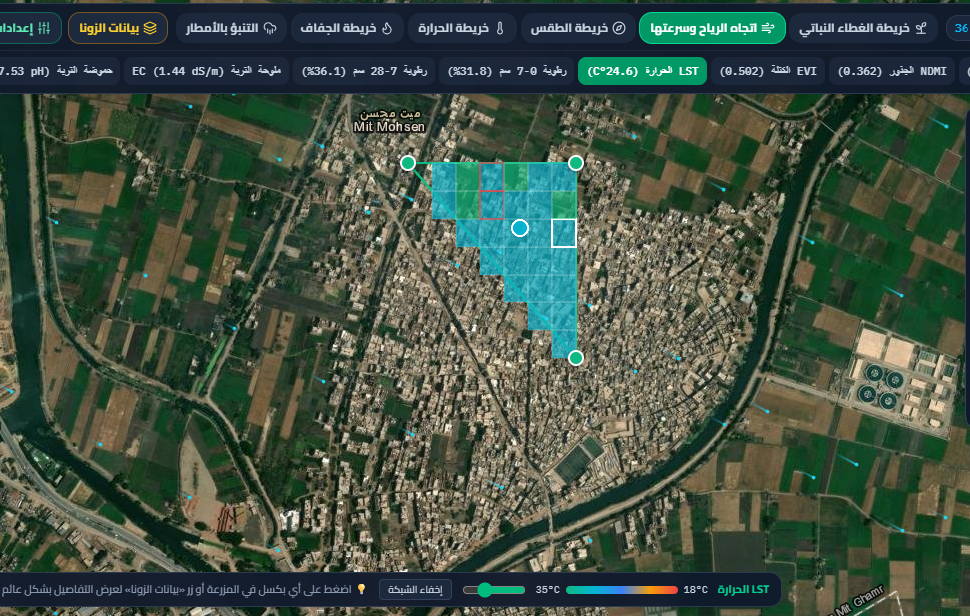 36
خريطة الغطاء النباتي
اتجاه الرياح وسرعتها
خريطة الطقس
خريطة الحرارة
خريطة الجفاف
التنبؤ بالأمطار
بيانات الزونا
NDMI الجذور (0.362)
EVI الكتلة (0.502)
LST الحرارة (24.6°C)
رطوبة 0-7 سم (31.8%)
رطوبة 7-28 سم (36.1%)
ملوحة التربة EC (1.44 dS/m)
حموضة التربة (7.53 pH)
ميت محسن
Mit Mohsen
Mit Ghamr
LST الحرارة
18°C
35°C
إخفاء الشبكة
💡 اضغط على أي بكسل في المزرعة أو زر «بيانات الزونا» لعرض التفاصيل بشكل عائم